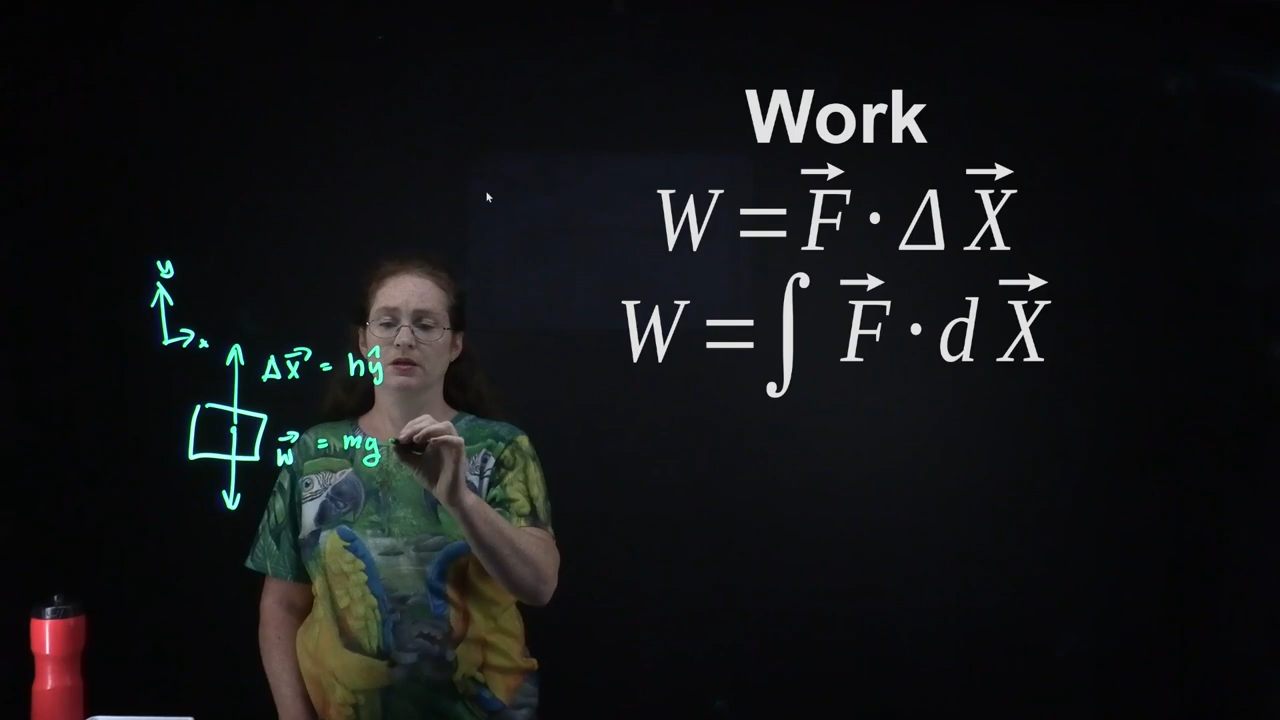 Work
W = F⃗ · Δ X⃗
W = ∫ F⃗ · d X⃗
y
x
Δx⃗ = hŷ
w⃗ = mg